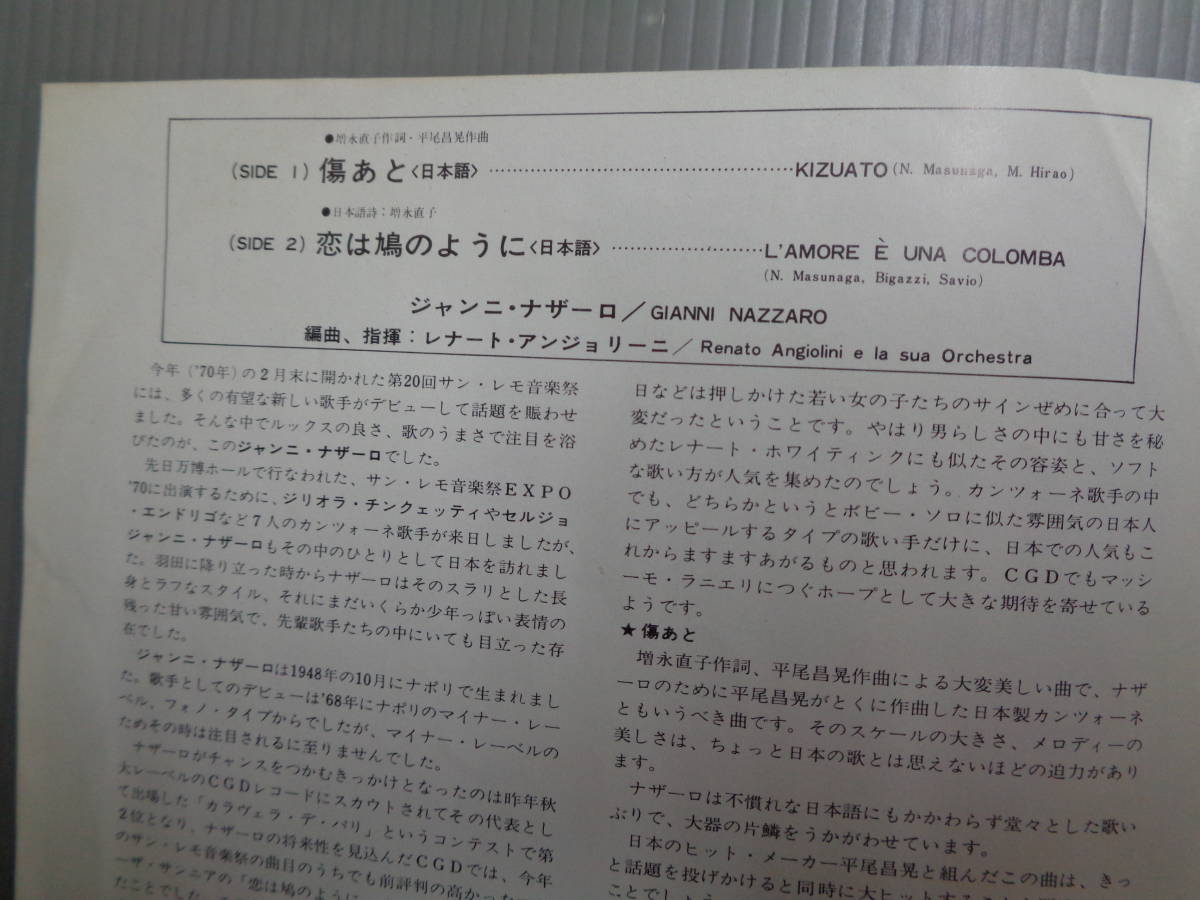 ●増永直子作詞・平尾昌晃作曲
(SIDE 1) 傷あと<日本語> ………… KIZUATO (N. Masunaga, M. Hirao)
●日本語詩：増永直子
(SIDE 2) 恋は鳩のように<日本語> ………… L'AMORE È UNA COLOMBA
(N. Masunaga, Bigazzi, Savio)
ジャンニ・ナザーロ／GIANNI NAZZARO
編曲、指揮：レナート・アンジョリーニ／Renato Angiolini e la sua Orchestra
今年('70年)の2月末に開かれた第20回サン・レモ音楽祭
には、多くの有望な新しい歌手がデビューして話題を賑わせ
ました。そんな中でルックスの良さ、歌のうまさで注目を浴
びたのが、このジャンニ・ナザーロでした。
先日万博ホールで行なわれた、サン・レモ音楽祭EXPO
'70に出演するために、ジリオラ・チンクェッティやセルジョ
・エンドリゴなど7人のカンツォーネ歌手が来日しましたが、
ジャンニ・ナザーロもその中のひとりとして日本を訪れまし
た。羽田に降り立った時からナザーロはそのスラリとした長
身とラフなスタイル、それにまだいくらか少年っぽい表情の
残った甘い雰囲気で、先輩歌手たちの中にいても目立った存
在でした。
ジャンニ・ナザーロは1948年の10月にナポリで生まれまし
た。歌手としてのデビューは'68年にナポリのマイナー・レー
ベル、フォノ・タイプからでしたが、マイナー・レーベルの
ためその時は注目されるに至りませんでした。
ナザーロがチャンスをつかむきっかけとなったのは昨年秋
大レーベルのCGDレコードにスカウトされてその代表とし
て出場した「カラヴェラ・デ・バリ」というコンテストで第
2位となり、ナザーロの将来性を見込んだCGDでは、今年
のサン・レモ音楽祭の曲目のうちでも前評判の高かった
ーザ・サンニアの「恋は鳩のように
たことでした。
日などは押しかけた若い女の子たちのサインぜめに合って大
変だったということです。やはり男らしさの中にも甘さを秘
めたレナート・ホワイティンクにも似たその容姿と、ソフト
な歌い方が人気を集めたのでしょう。カンツォーネ歌手の中
でも、どちらかというとボビー・ソロに似た雰囲気の日本人
にアッピールするタイプの歌い手だけに、日本での人気もこ
れからますますあがるものと思われます。CGDでもマッシ
ーモ・ラニエリにつぐホープとして大きな期待を寄せている
ようです。
★傷あと
増永直子作詞、平尾昌晃作曲による大変美しい曲で、ナザ
ーロのために平尾昌晃がとくに作曲した日本製カンツォーネ
ともいうべき曲です。そのスケールの大きさ、メロディーの
美しさは、ちょっと日本の歌とは思えないほどの迫力があり
ます。
ナザーロは不慣れな日本語にもかかわらず堂々とした歌い
ぶりで、大器の片鱗をうかがわせています。
日本のヒット・メーカー平尾昌晃と組んだこの曲は、きっ
と話題を投げかけると同時に大ヒットすること
ことでしょう